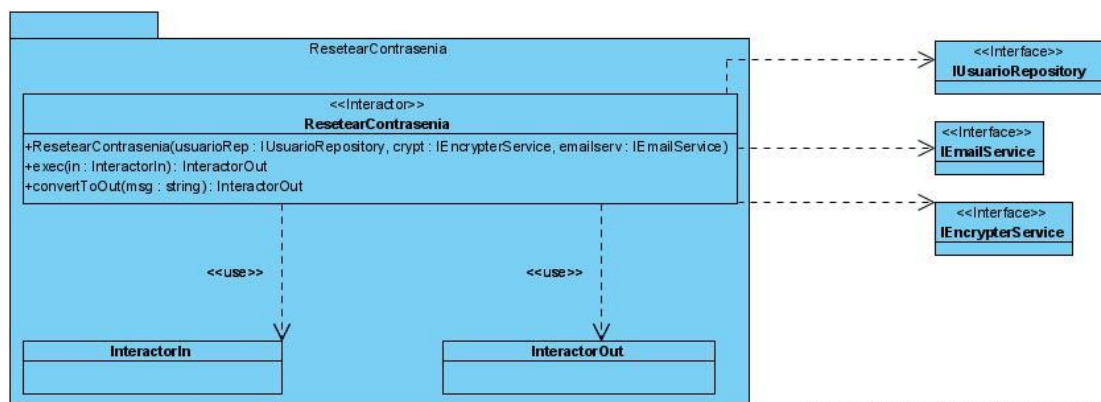 ResetearContrasenia
<<Interactor>>
ResetearContrasenia
+ResetearContrasenia(usuarioRep : IUsuarioRepository, crypt : IEncrypterService, emailserv : IEmailService)
+exec(in : InteractorIn) : InteractorOut
+convertToOut(msg : string) : InteractorOut
<<Interface>>
IUsuarioRepository
<<Interface>>
IEmailService
<<Interface>>
IEncrypterService
<<use>>
<<use>>
InteractorIn
InteractorOut